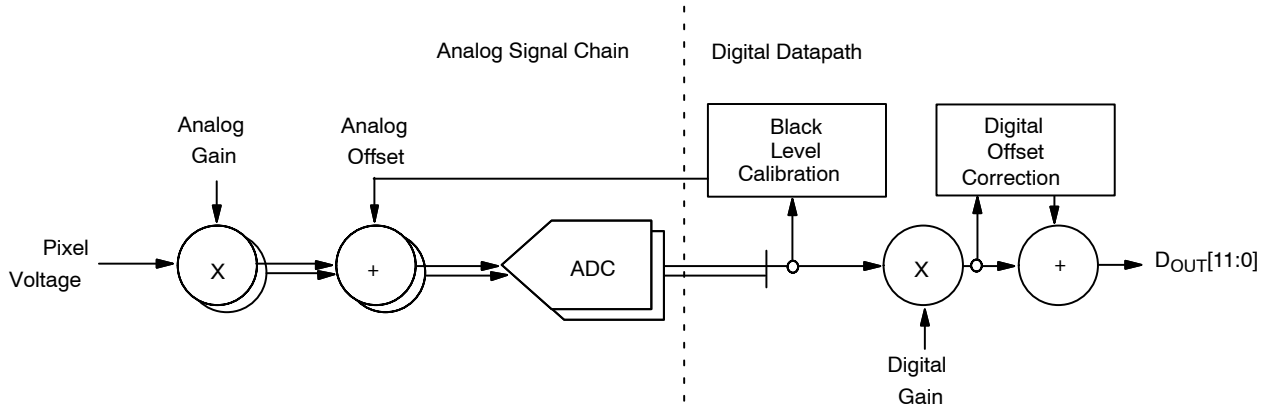 Analog Signal Chain
Digital Datapath
Analog
Gain
Analog
Offset
Black
Level
Calibration
Digital
Offset
Correction
Pixel
Voltage
X
+
ADC
X
+
DOUT[11:0]
Digital
Gain